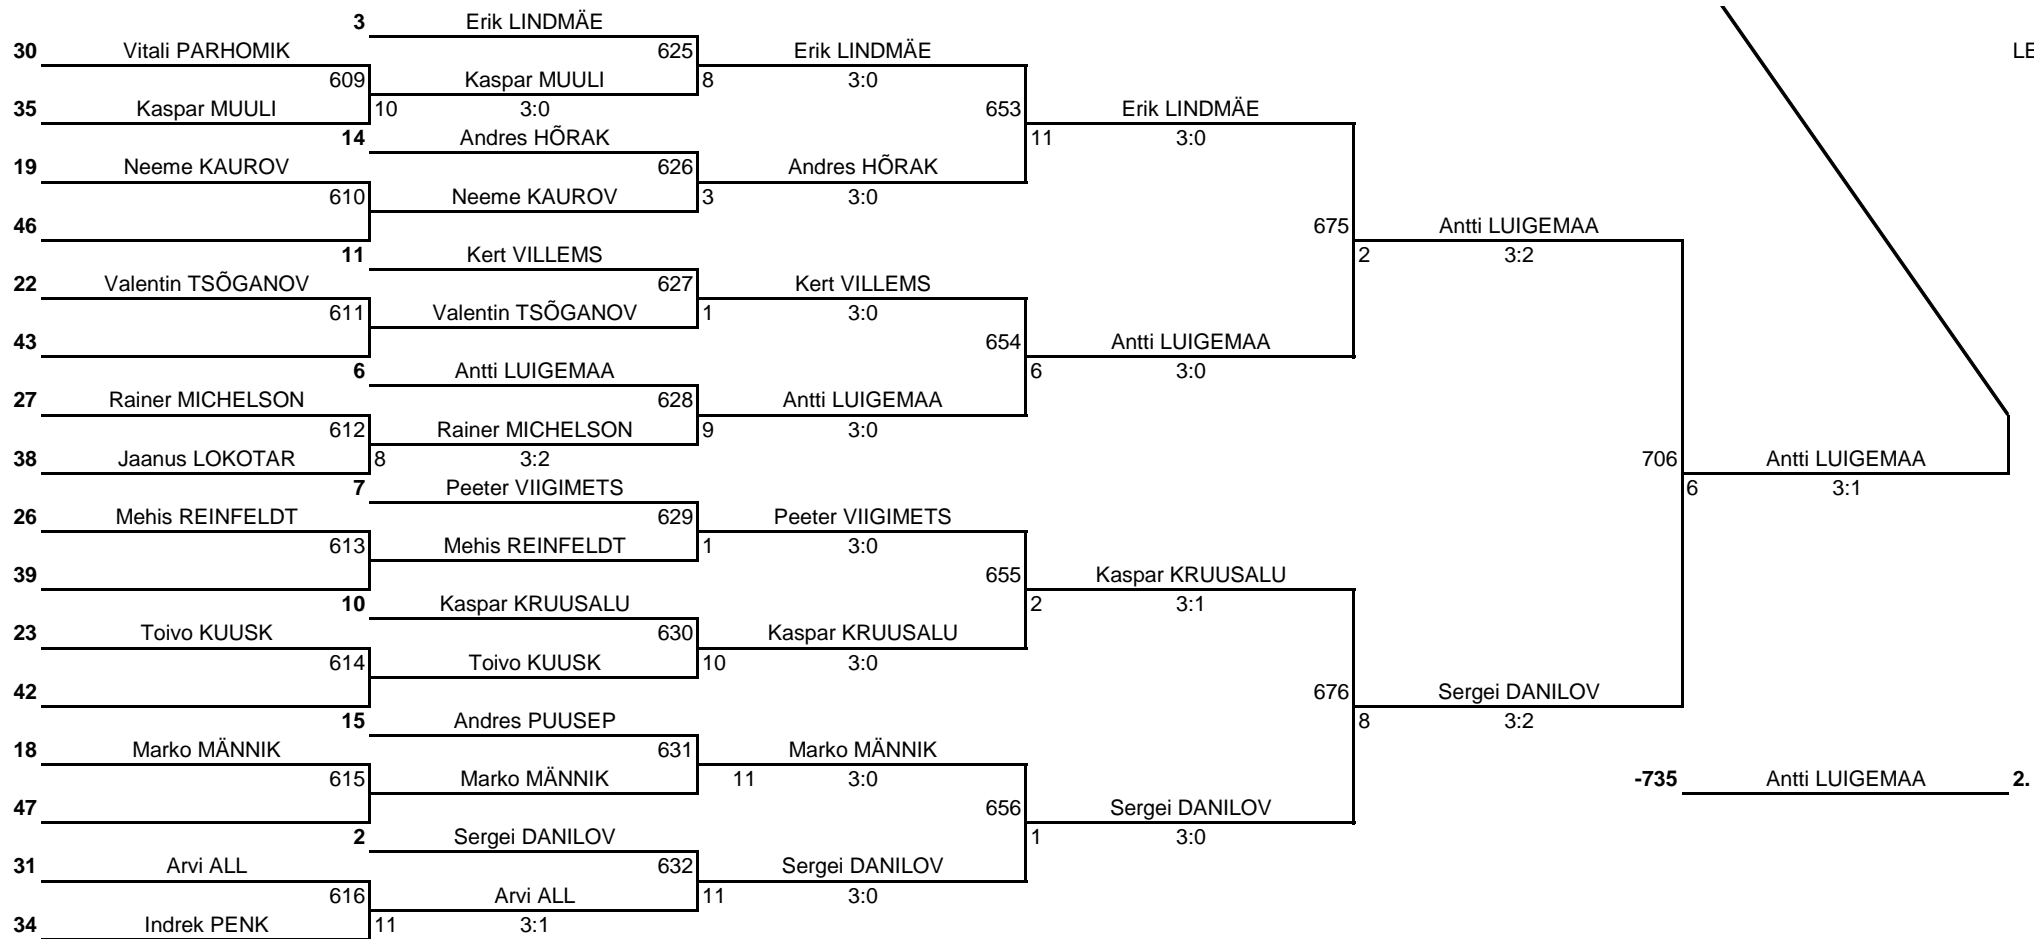 3 Erik LINDMÄE
30 Vitali PARHOMIK 625 Erik LINDMÄE LE
609 Kaspar MUULI 8 3:0
35 Kaspar MUULI 10 3:0 653 Erik LINDMÄE
14 Andres HÕRAK 11 3:0
19 Neeme KAUROV 626 Andres HÕRAK
610 Neeme KAUROV 3 3:0
46 675 Antti LUIGEMAA
11 Kert VILLEMS 2 3:2
22 Valentin TSÕGANOV 627 Kert VILLEMS
611 Valentin TSÕGANOV 1 3:0
43 654 Antti LUIGEMAA
6 Antti LUIGEMAA 6 3:0
27 Rainer MICHELSON 628 Antti LUIGEMAA
612 Rainer MICHELSON 9 3:0
38 Jaanus LOKOTAR 8 3:2 706 Antti LUIGEMAA
7 Peeter VIIGIMETS 6 3:1
26 Mehis REINFELDT 629 Peeter VIIGIMETS
613 Mehis REINFELDT 1 3:0
39 655 Kaspar KRUUSALU
10 Kaspar KRUUSALU 2 3:1
23 Toivo KUUSK 630 Kaspar KRUUSALU
614 Toivo KUUSK 10 3:0
42 676 Sergei DANILOV
15 Andres PUUSEP 8 3:2
18 Marko MÄNNIK 631 Marko MÄNNIK
615 Marko MÄNNIK 11 3:0 -735 Antti LUIGEMAA 2.
47 656 Sergei DANILOV
2 Sergei DANILOV 1 3:0
31 Arvi ALL 632 Sergei DANILOV
616 Arvi ALL 11 3:0
34 Indrek PENK 11 3:1